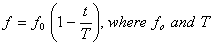 f = f₀ (1 − t/T), where fₒ and T